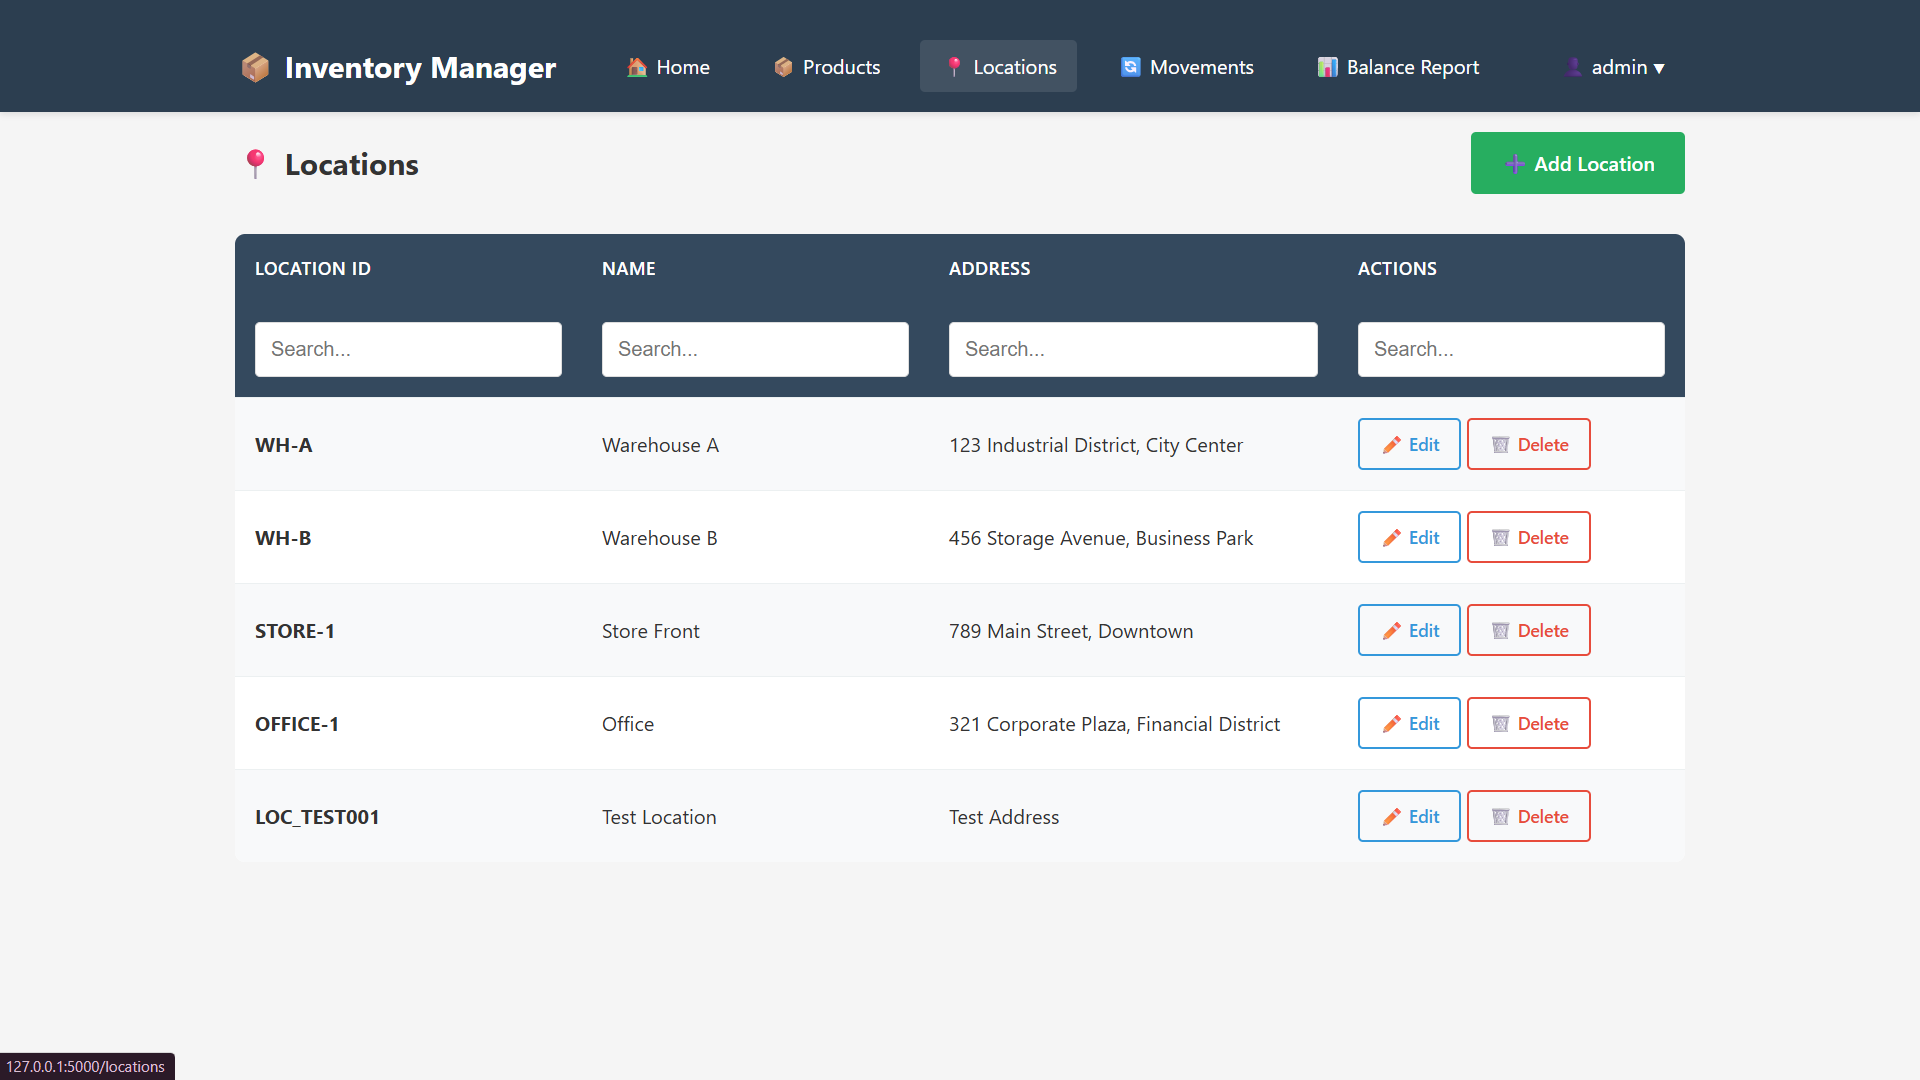 Inventory Manager Home Products Locations Movements Balance Report admin ▼
Locations Add Location
LOCATION ID NAME ADDRESS ACTIONS
Search... Search... Search... Search...
WH-A Warehouse A 123 Industrial District, City Center Edit Delete
WH-B Warehouse B 456 Storage Avenue, Business Park Edit Delete
STORE-1 Store Front 789 Main Street, Downtown Edit Delete
OFFICE-1 Office 321 Corporate Plaza, Financial District Edit Delete
LOC_TEST001 Test Location Test Address Edit Delete
127.0.0.1:5000/locations